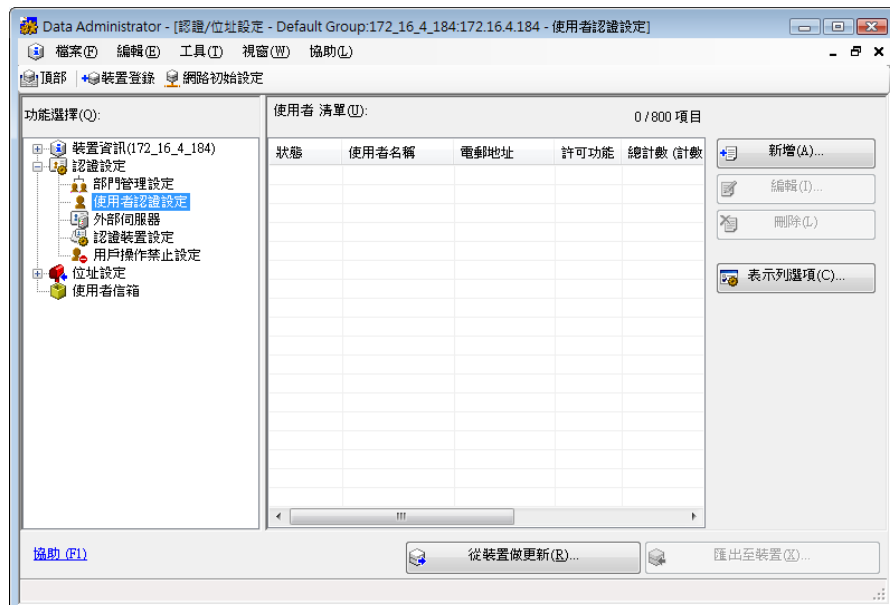 Data Administrator - [認證/位址設定 - Default Group:172_16_4_184:172.16.4.184 - 使用者認證設定]
檔案(F) 編輯(E) 工具(T) 視窗(W) 協助(L)
頂部 裝置登錄 網路初始設定
功能選擇(Q):
裝置資訊(172_16_4_184)
認證設定
部門管理設定
使用者認證設定
外部伺服器
認證裝置設定
用戶操作禁止設定
位址設定
使用者信箱
使用者 清單(U):
0 / 800 項目
狀態 使用者名稱 電郵地址 許可功能 總計數 (計數
新增(A)...
編輯(I)...
刪除(L)
表示列選項(C)...
協助 (F1)
從裝置做更新(R)...
匯出至裝置(X)...